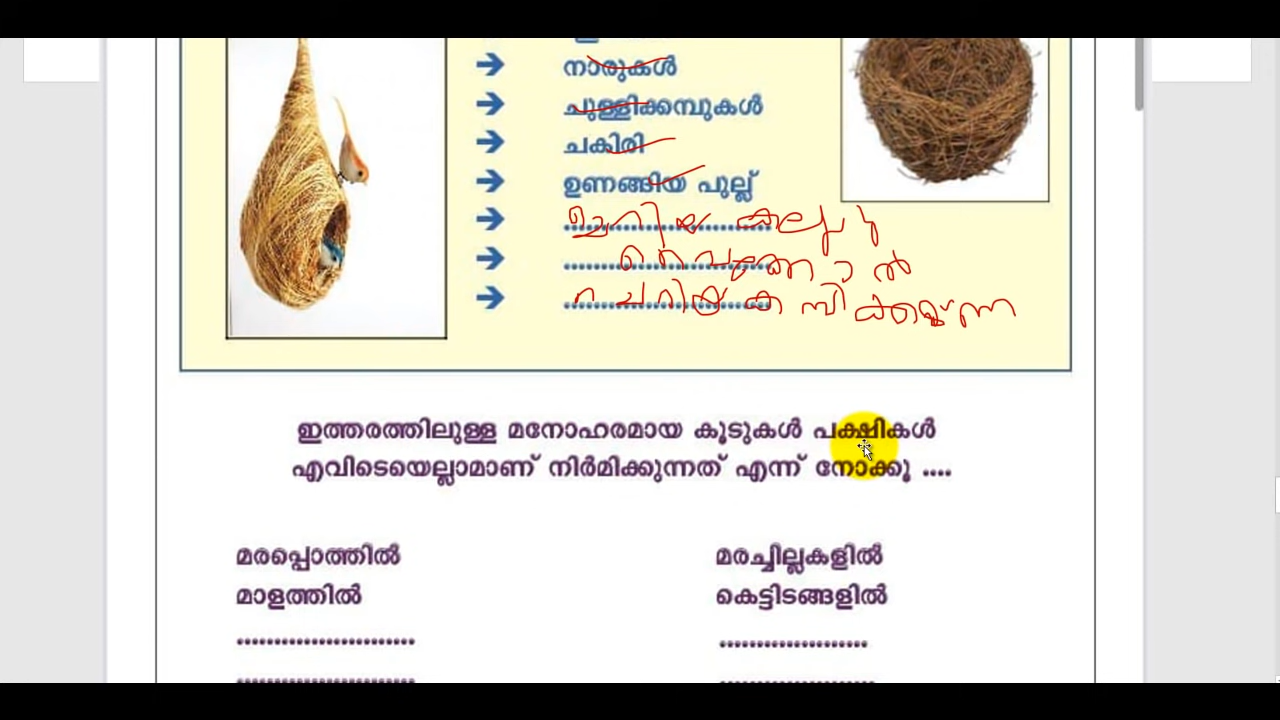 നാരുകൾ
ചുള്ളിക്കമ്പുകൾ
ചകിരി
ഉണങ്ങിയ പുല്ല്
ഇത്തരത്തിലുള്ള മനോഹരമായ കൂടുകൾ പക്ഷികൾ
എവിടെയെല്ലാമാണ് നിർമിക്കുന്നത് എന്ന് നോക്കൂ ....
മരപ്പൊത്തിൽ
മാളത്തിൽ
മരച്ചില്ലകളിൽ
കെട്ടിടങ്ങളിൽ